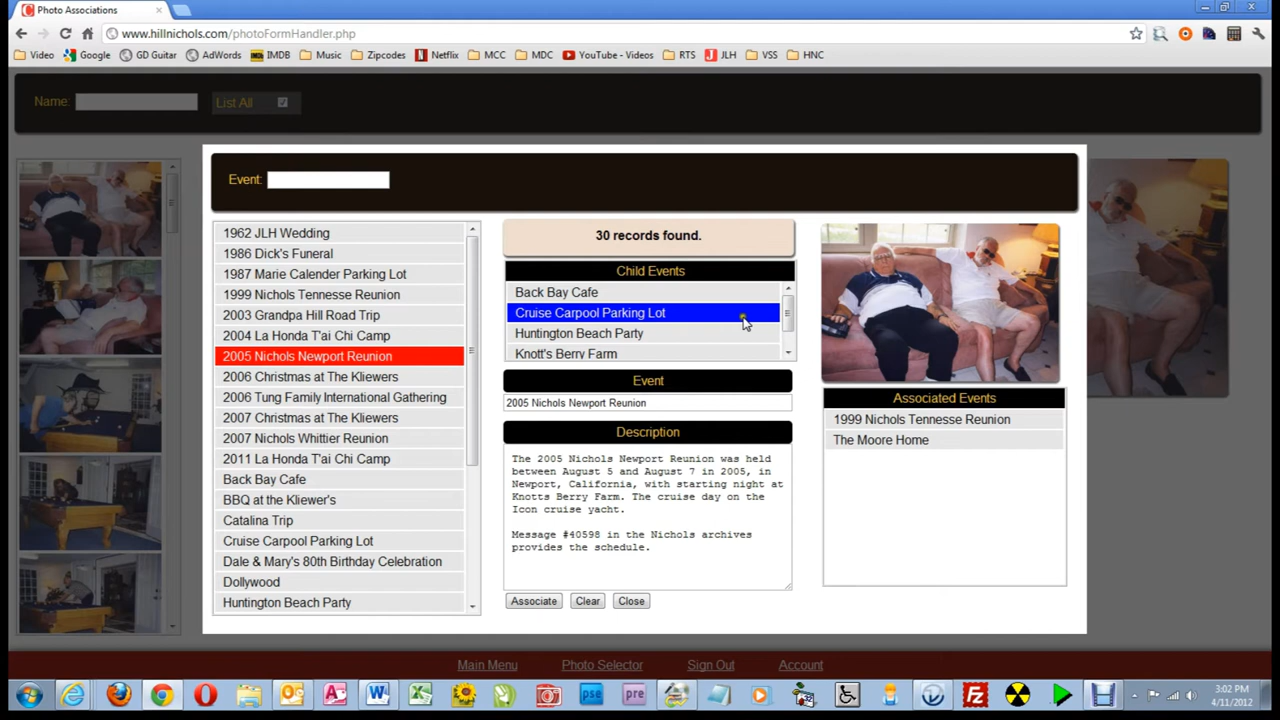 Photo Associations
www.hillnichols.com/photoFormHandler.php
Video Google GD Guitar AdWords IMDB Music Zipcodes Netflix MCC MDC YouTube - Videos RTS JLH VSS HNC
Name: List All
Event:
1962 JLH Wedding
1986 Dick's Funeral
1987 Marie Calender Parking Lot
1999 Nichols Tennesse Reunion
2003 Grandpa Hill Road Trip
2004 La Honda T'ai Chi Camp
2005 Nichols Newport Reunion
2006 Christmas at The Kliewers
2006 Tung Family International Gathering
2007 Christmas at The Kliewers
2007 Nichols Whittier Reunion
2011 La Honda T'ai Chi Camp
Back Bay Cafe
BBQ at the Kliewer's
Catalina Trip
Cruise Carpool Parking Lot
Dale & Mary's 80th Birthday Celebration
Dollywood
Huntington Beach Party
30 records found.
Child Events
Back Bay Cafe
Cruise Carpool Parking Lot
Huntington Beach Party
Knott's Berry Farm
Event
2005 Nichols Newport Reunion
Description
The 2005 Nichols Newport Reunion was held
between August 5 and August 7 in 2005, in
Newport, California, with starting night at
Knotts Berry Farm. The cruise day on the
Icon cruise yacht.
Message #40598 in the Nichols archives
provides the schedule.
Associate Clear Close
Associated Events
1999 Nichols Tennesse Reunion
The Moore Home
Main Menu Photo Selector Sign Out Account
pse pre
3:02 PM
4/11/2012